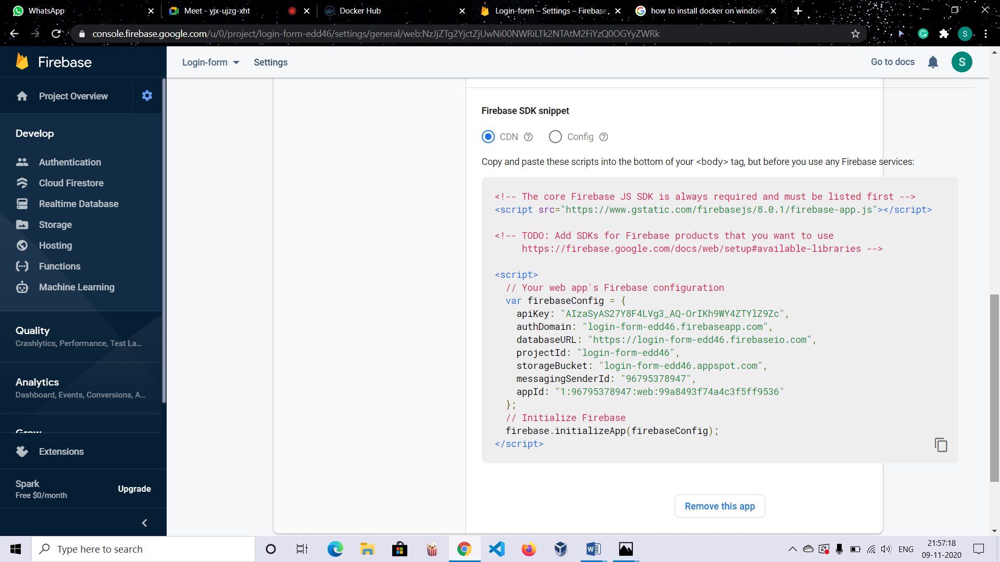 WhatsApp
Meet - yjx-ujzg-xht
Docker Hub
Login-form – Settings – Firebase
how to install docker on window
console.firebase.google.com/u/0/project/login-form-edd46/settings/general/web:NzJjZTg2YjctZjUwNi00NWRiLTk2NTAtM2FiYzQ0OGYyZWRk
S
Firebase
Login-form
Settings
Go to docs
S
Project Overview
Develop
Authentication
Cloud Firestore
Realtime Database
Storage
Hosting
Functions
Machine Learning
Quality
Crashlytics, Performance, Test La...
Analytics
Dashboard, Events, Conversions, A...
Grow
Extensions
Spark
Free $0/month
Upgrade
Firebase SDK snippet
CDN
Config
Copy and paste these scripts into the bottom of your <body> tag, but before you use any Firebase services:
<!-- The core Firebase JS SDK is always required and must be listed first -->
<script src="https://www.gstatic.com/firebasejs/8.0.1/firebase-app.js"></script>
<!-- TODO: Add SDKs for Firebase products that you want to use
https://firebase.google.com/docs/web/setup#available-libraries -->
<script>
// Your web app's Firebase configuration
var firebaseConfig = {
apiKey: "AIzaSyAS27Y8F4LVg3_AQ-OrIKh9WY4ZTYlZ9Zc",
authDomain: "login-form-edd46.firebaseapp.com",
databaseURL: "https://login-form-edd46.firebaseio.com",
projectId: "login-form-edd46",
storageBucket: "login-form-edd46.appspot.com",
messagingSenderId: "96795378947",
appId: "1:96795378947:web:99a8493f74a4c3f5ff9536"
};
// Initialize Firebase
firebase.initializeApp(firebaseConfig);
</script>
Remove this app
Type here to search
ENG
21:57:18
09-11-2020